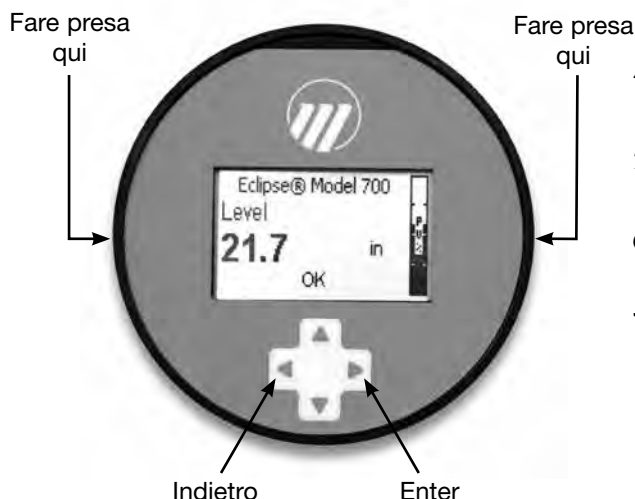 Fare presa
qui
Fare presa
qui
Eclipse® Model 700
Level
21.7 in
OK
Indietro
Enter